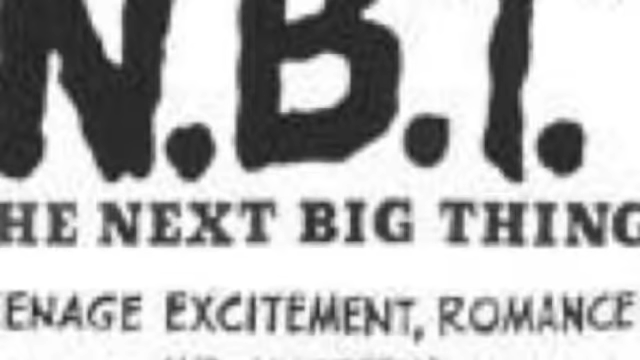 N.B.T.
HE NEXT BIG THING
ENAGE EXCITEMENT, ROMANCE